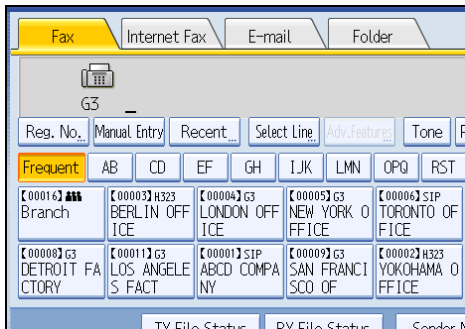 Fax Internet Fax E-mail Folder
G3 _
Reg. No. Manual Entry Recent Select Line Adv.Features Tone
Frequent AB CD EF GH IJK LMN OPQ RST
【00016】
Branch
【00003】H323
BERLIN OFF
ICE
【00004】G3
LONDON OFF
ICE
【00005】G3
NEW YORK O
FFICE
【00006】SIP
TORONTO OF
FICE
【00008】G3
DETROIT FA
CTORY
【00011】G3
LOS ANGELE
S FACT
【00001】SIP
ABCD COMPA
NY
【00009】G3
SAN FRANCI
SCO OF
【00002】H323
YOKOHAMA O
FFICE
TX File Status RX File Status Sender